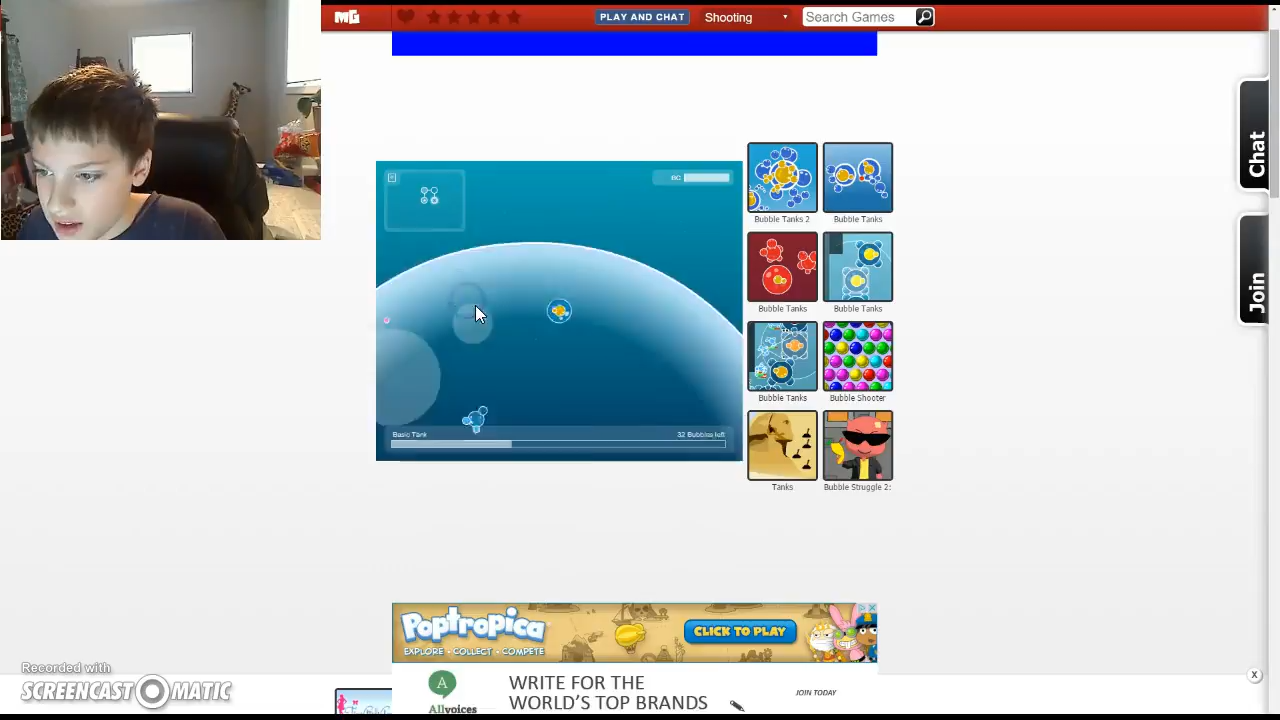 MG
PLAY AND CHAT
Shooting
Search Games
Chat
Join
BC
Basic Tank
32 Bubbles left
Bubble Tanks 2
Bubble Tanks
Bubble Tanks
Bubble Tanks
Bubble Tanks
Bubble Shooter
Tanks
Bubble Struggle 2:
Poptropica
EXPLORE • COLLECT • COMPETE
CLICK TO PLAY
A
Allvoices
WRITE FOR THE
WORLD'S TOP BRANDS
JOIN TODAY
X
Recorded with
SCREENCAST MATIC